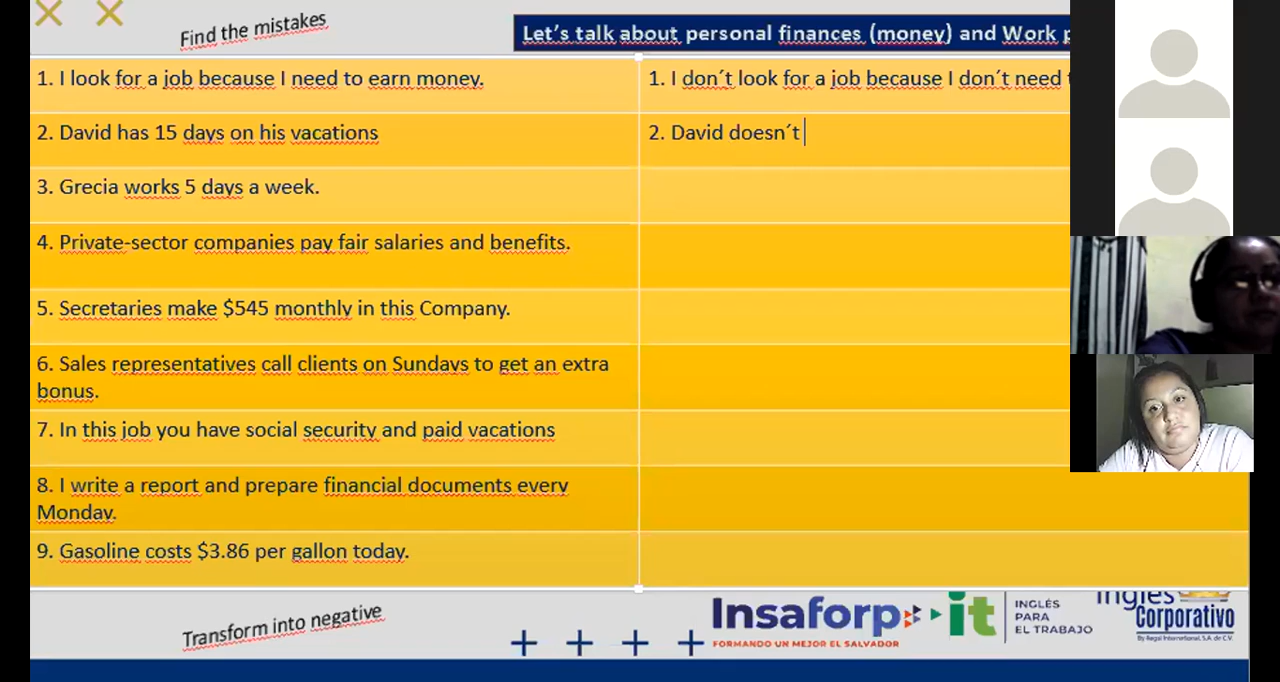 Find the mistakes
Let's talk about personal finances (money) and Work p
1. I look for a job because I need to earn money.
1. I don´t look for a job because I don´t need
2. David has 15 days on his vacations
2. David doesn´t
3. Grecia works 5 days a week.
4. Private-sector companies pay fair salaries and benefits.
5. Secretaries make $545 monthly in this Company.
6. Sales representatives call clients on Sundays to get an extra
bonus.
7. In this job you have social security and paid vacations
8. I write a report and prepare financial documents every
Monday.
9. Gasoline costs $3.86 per gallon today.
Transform into negative
Insaforp
it
FORMANDO UN MEJOR EL SALVADOR
INGLÉS
PARA
EL TRABAJO
Inglés
Corporativo
By Regal International, S.A. de C.V.